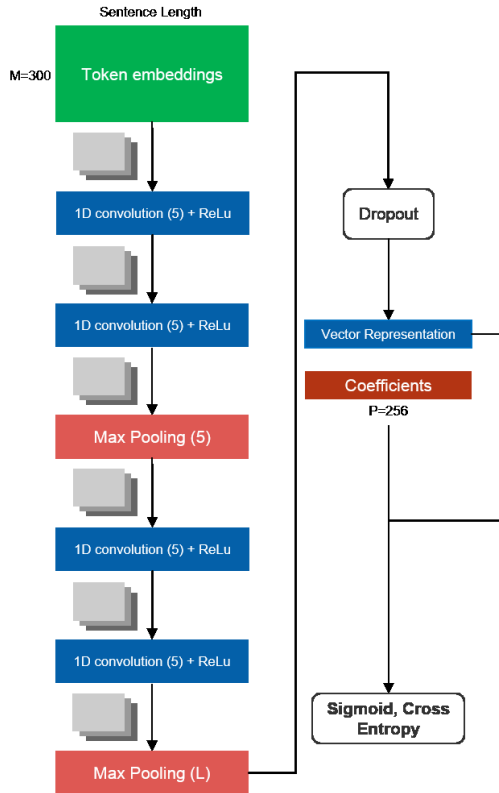 Sentence Length
M=300
Token embeddings
1D convolution (5) + ReLu
1D convolution (5) + ReLu
Max Pooling (5)
1D convolution (5) + ReLu
1D convolution (5) + ReLu
Max Pooling (L)
Dropout
Vector Representation
Coefficients
P=256
Sigmoid, Cross
Entropy